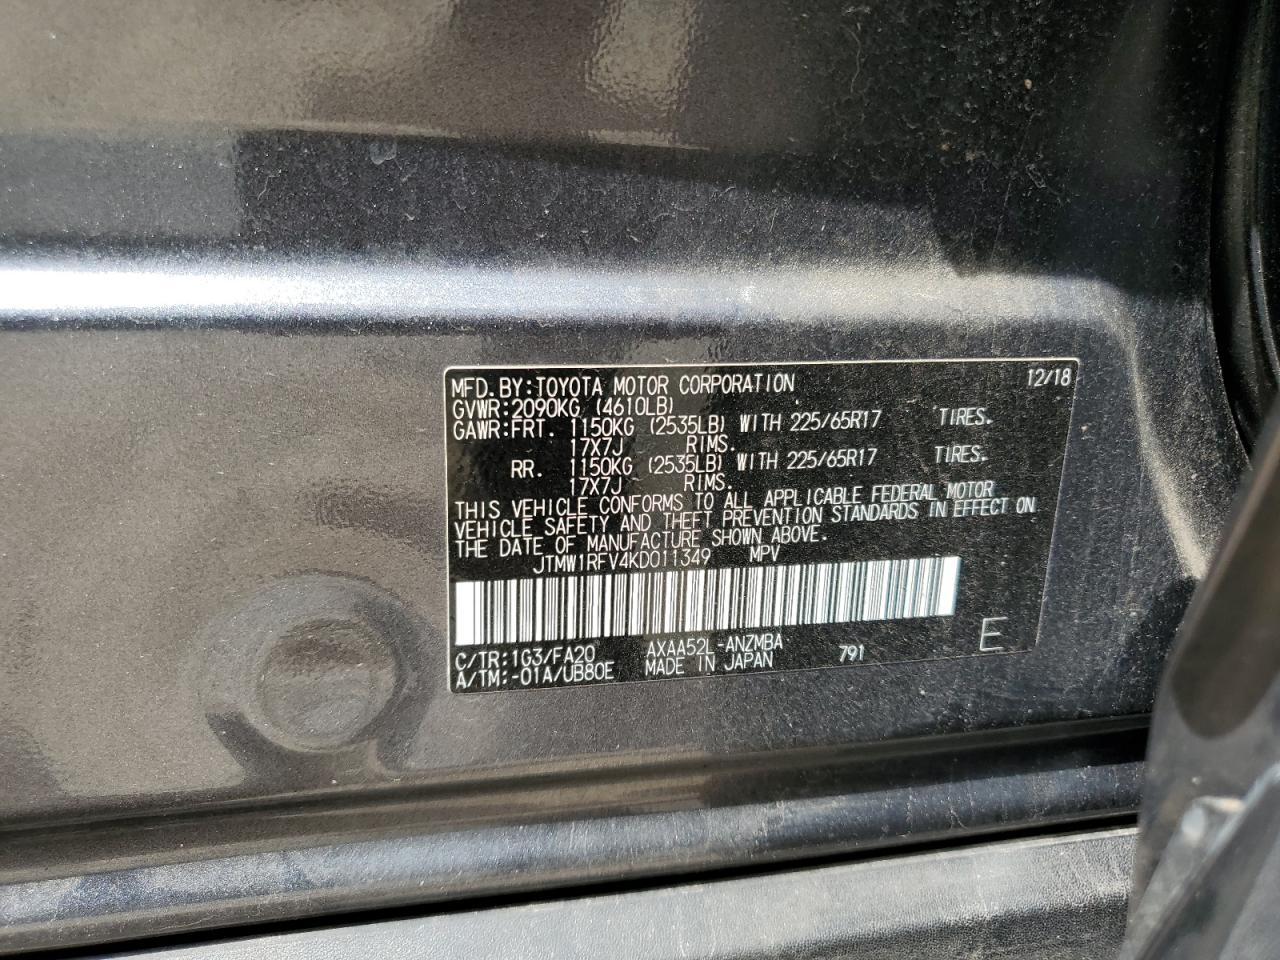 MFD. BY: TOYOTA MOTOR CORPORATION 12/18
GVWR: 2090KG (4610LB)
GAWR: FRT. 1150KG (2535LB) WITH 225/65R17 TIRES.
17X7J RIMS.
RR. 1150KG (2535LB) WITH 225/65R17 TIRES.
17X7J RIMS.
THIS VEHICLE CONFORMS TO ALL APPLICABLE FEDERAL MOTOR
VEHICLE SAFETY AND THEFT PREVENTION STANDARDS IN EFFECT ON
THE DATE OF MANUFACTURE SHOWN ABOVE.
JTMW1RFV4KD011349 MPV
C/TR: 1G3/FA20 AXAA52L-ANZMBA
A/TM: -01A/UB80E MADE IN JAPAN 791 E